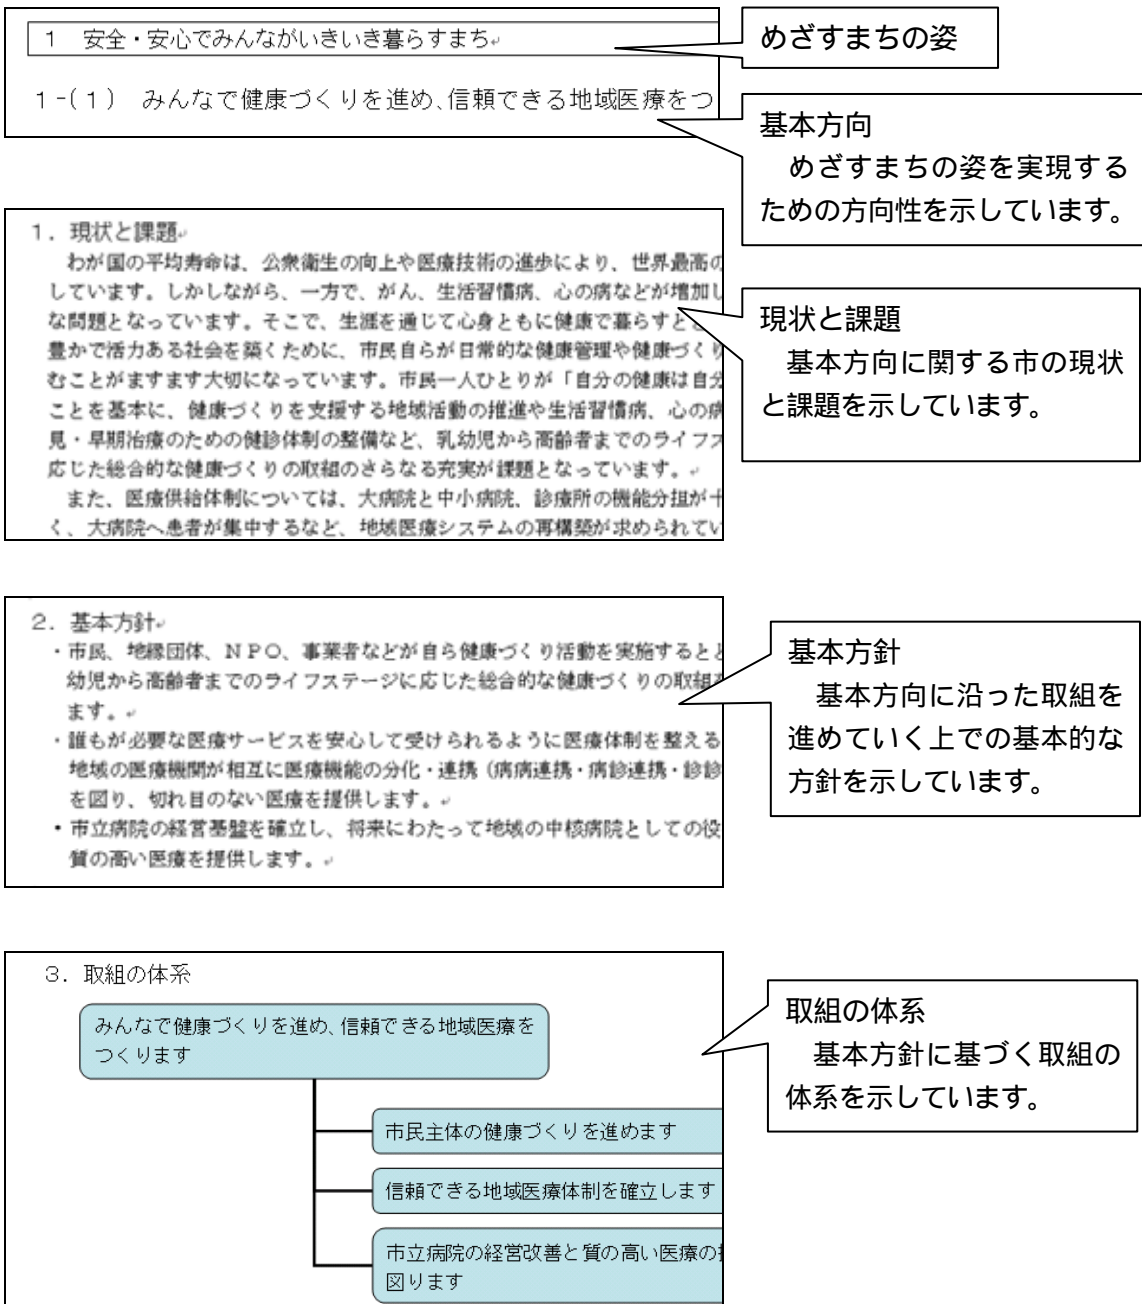 1 安全・安心でみんながいきいき暮らすまち
めざすまちの姿
1-(1) みんなで健康づくりを進め、信頼できる地域医療をつ
基本方向
めざすまちの姿を実現する
ための方向性を示しています。
1．現状と課題
わが国の平均寿命は、公衆衛生の向上や医療技術の進歩により、世界最高の
しています。しかしながら、一方で、がん、生活習慣病、心の病などが増加し
な問題となっています。そこで、生涯を通じて心身ともに健康で暮らすと
豊かで活力ある社会を築くために、市民自らが日常的な健康管理や健康づくり
むことがますます大切になっています。市民一人ひとりが「自分の健康は自分
ことを基本に、健康づくりを支援する地域活動の推進や生活習慣病、心の病
見・早期治療のための健診体制の整備など、乳幼児から高齢者までのライフス
応じた総合的な健康づくりの取組のさらなる充実が課題となっています。
また、医療供給体制については、大病院と中小病院、診療所の機能分担が十
く、大病院へ患者が集中するなど、地域医療システムの再構築が求められてい
現状と課題
基本方向に関する市の現状
と課題を示しています。
2．基本方針
・市民、地縁団体、ＮＰＯ、事業者などが自ら健康づくり活動を実施するとと
幼児から高齢者までのライフステージに応じた総合的な健康づくりの取組
ます。
・誰もが必要な医療サービスを安心して受けられるように医療体制を整える
地域の医療機関が相互に医療機能の分化・連携（病病連携・病診連携・診診
を図り、切れ目のない医療を提供します。
・市立病院の経営基盤を確立し、将来にわたって地域の中核病院としての役
質の高い医療を提供します。
基本方針
基本方向に沿った取組を
進めていく上での基本的な
方針を示しています。
3．取組の体系
みんなで健康づくりを進め、信頼できる地域医療を
つくります
市民主体の健康づくりを進めます
信頼できる地域医療体制を確立します
市立病院の経営改善と質の高い医療の
図ります
取組の体系
基本方針に基づく取組の
体系を示しています。